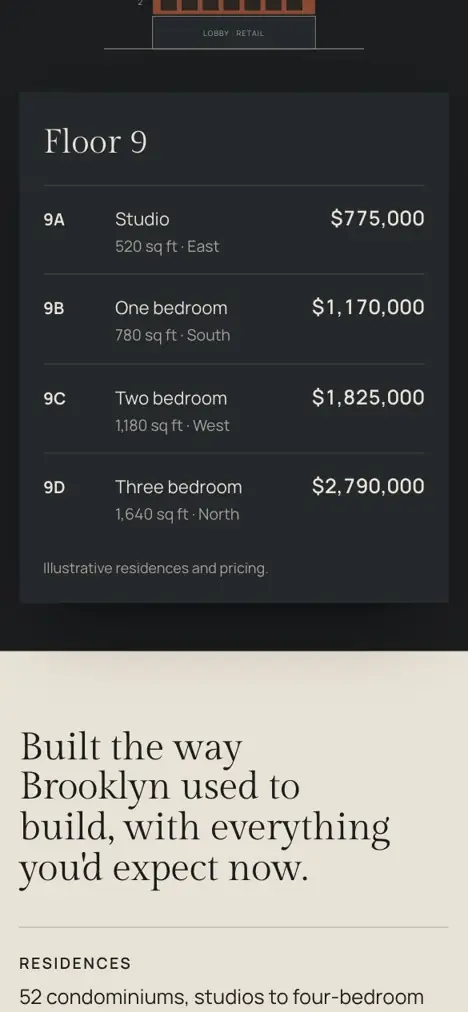 2
LOBBY RETAIL
Floor 9
9A Studio $775,000
520 sq ft · East
9B One bedroom $1,170,000
780 sq ft · South
9C Two bedroom $1,825,000
1,180 sq ft · West
9D Three bedroom $2,790,000
1,640 sq ft · North
Illustrative residences and pricing.
Built the way
Brooklyn used to
build, with everything
you'd expect now.
RESIDENCES
52 condominiums, studios to four-bedroom